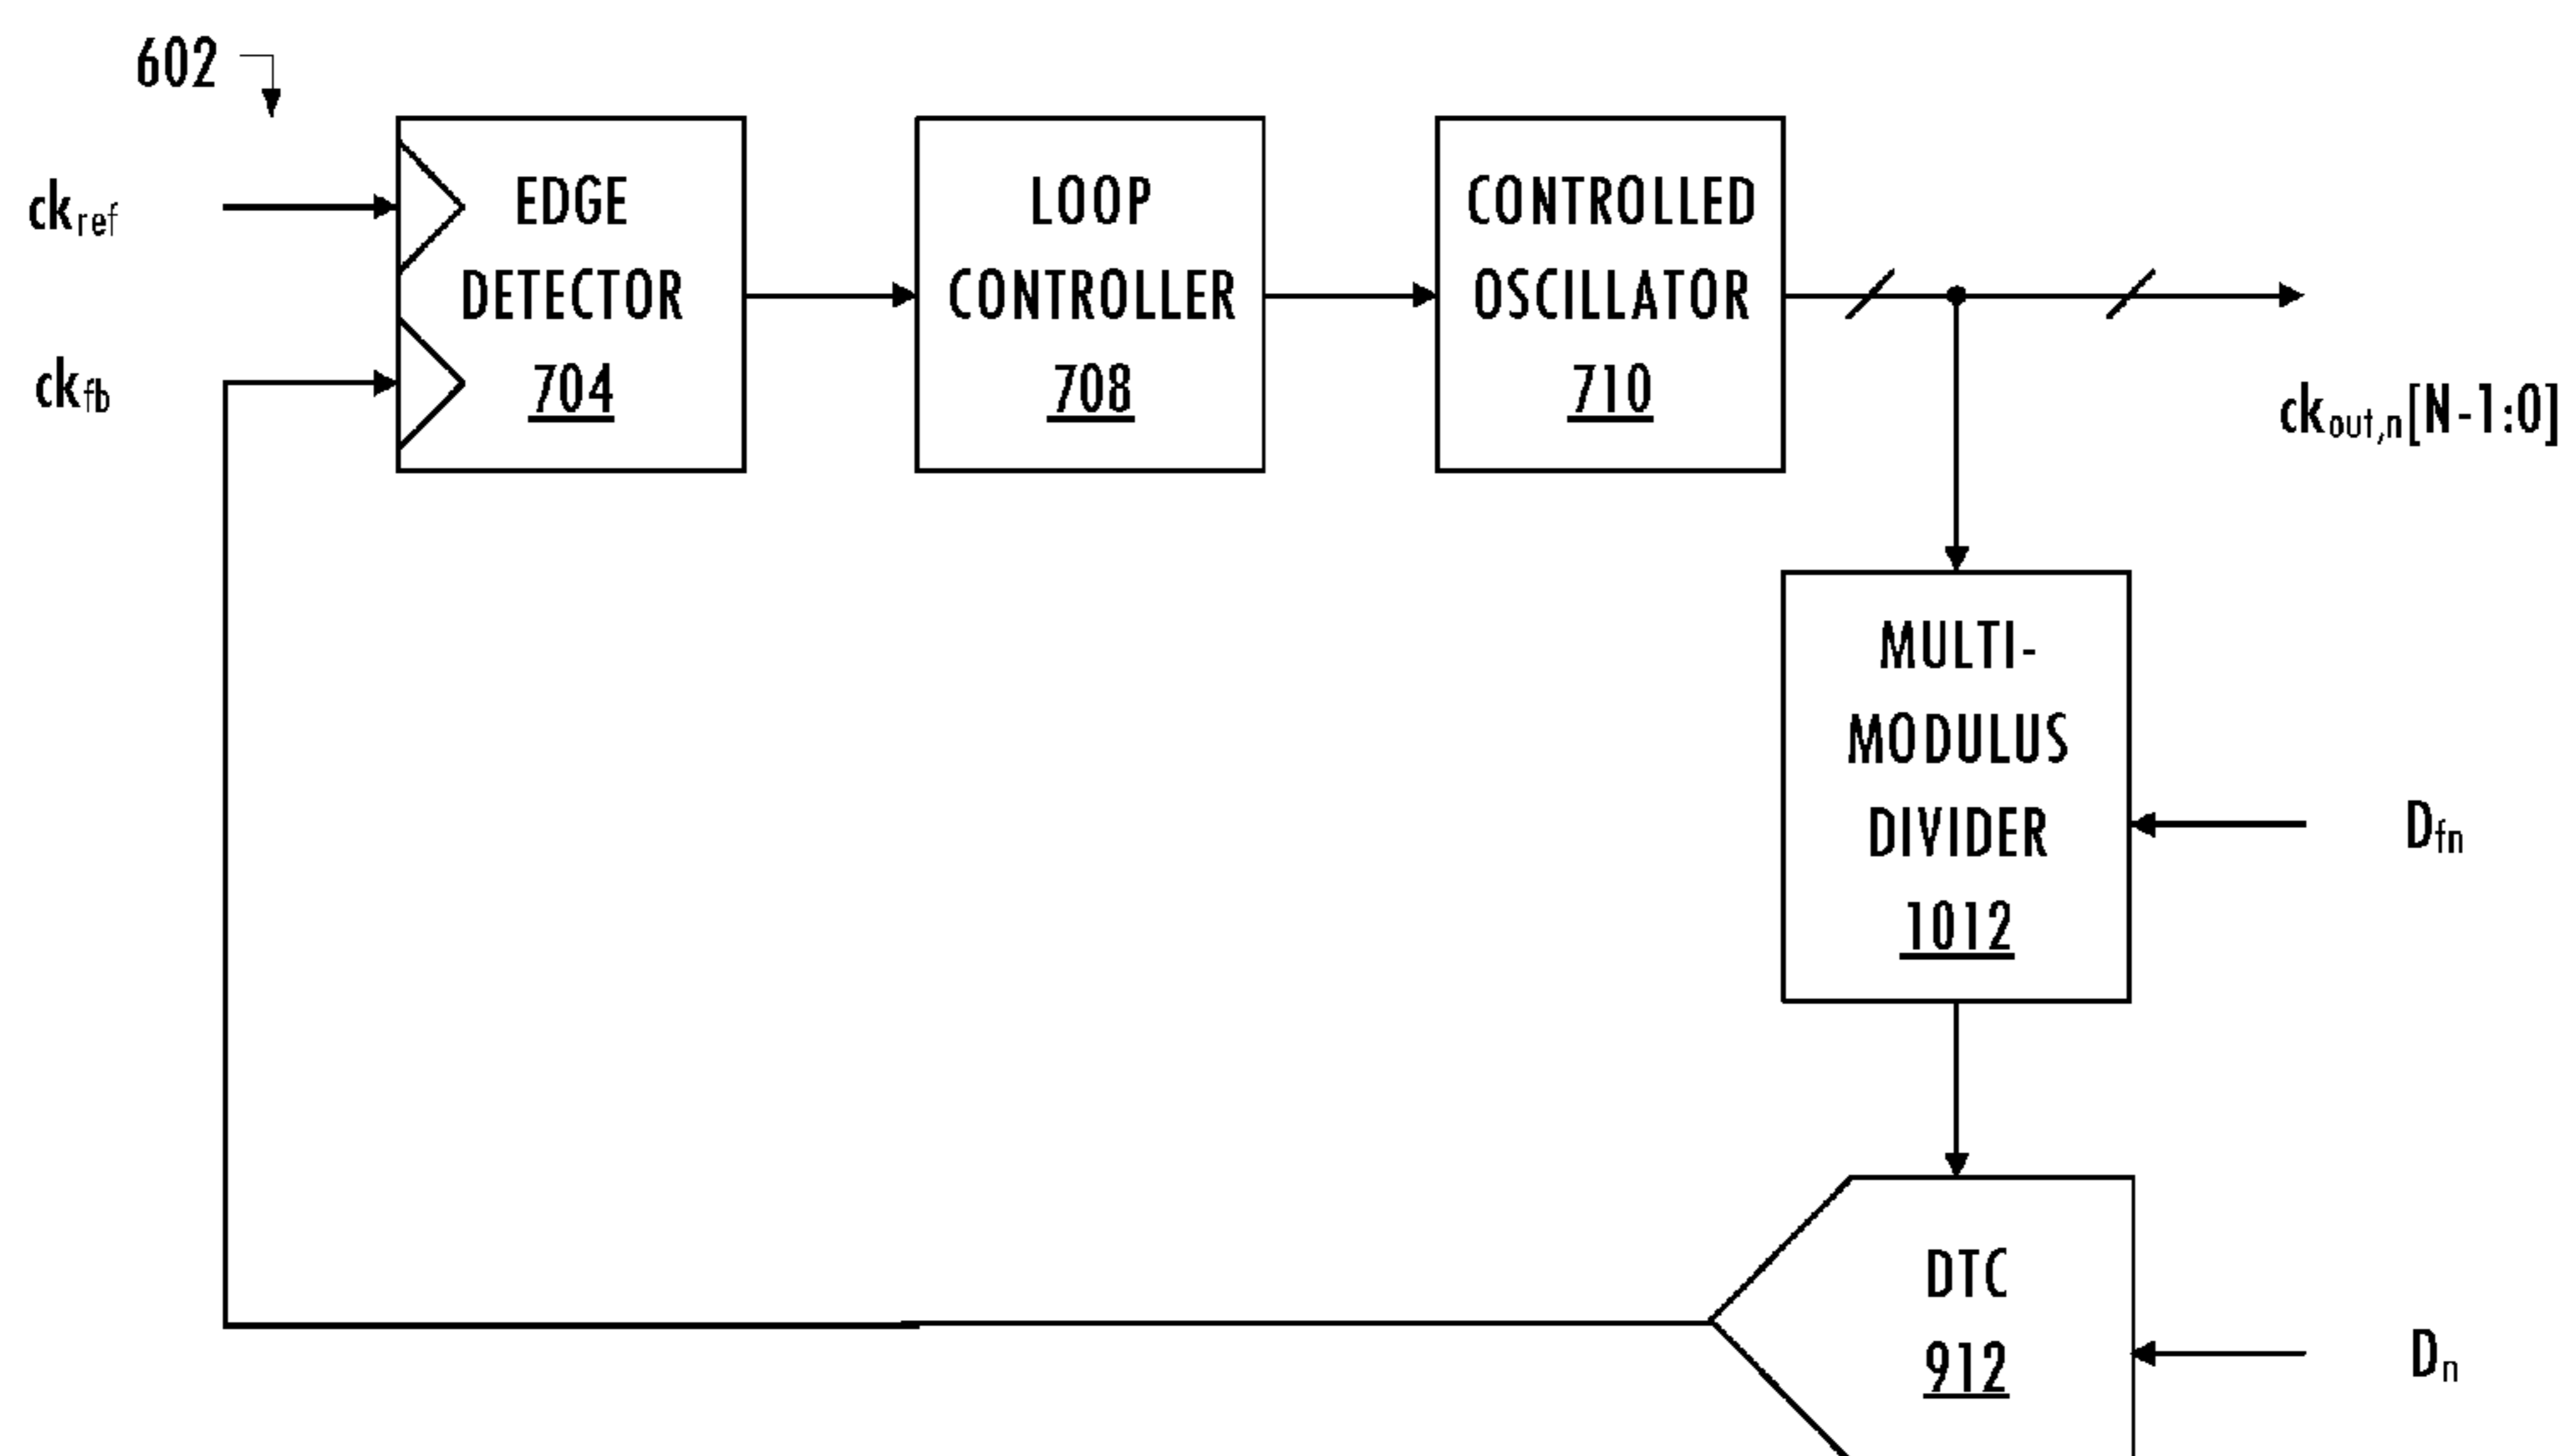 602
ckref
ckfb
EDGE
DETECTOR
704
LOOP
CONTROLLER
708
CONTROLLED
OSCILLATOR
710
ckout,n[N-1:0]
MULTI-
MODULUS
DIVIDER
1012
Dfn
DTC
912
Dn